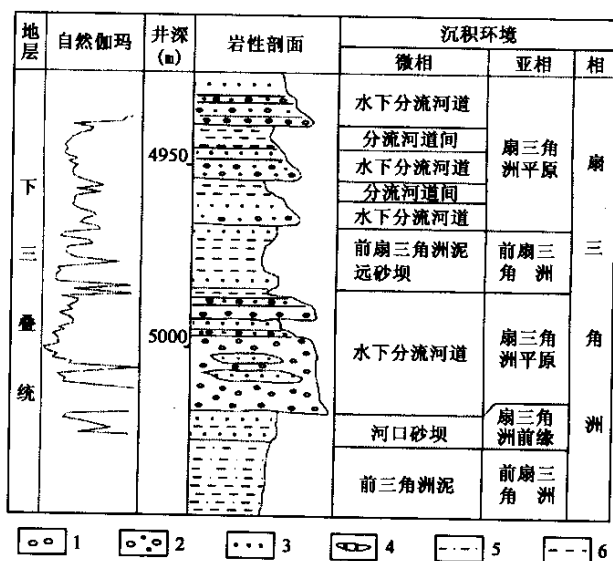 地层 自然伽玛 井深(m) 岩性剖面 沉积环境
微相 亚相 相
下三叠统
4950
5000
水下分流河道
分流河道间
水下分流河道
分流河道间
水下分流河道
前扇三角洲泥
远砂坝
水下分流河道
河口砂坝
前三角洲泥
扇三角
洲平原
前扇三
角洲
扇三角
洲平原
扇三角
洲前缘
前扇三
角洲
扇三角洲
1 2 3 4 5 6